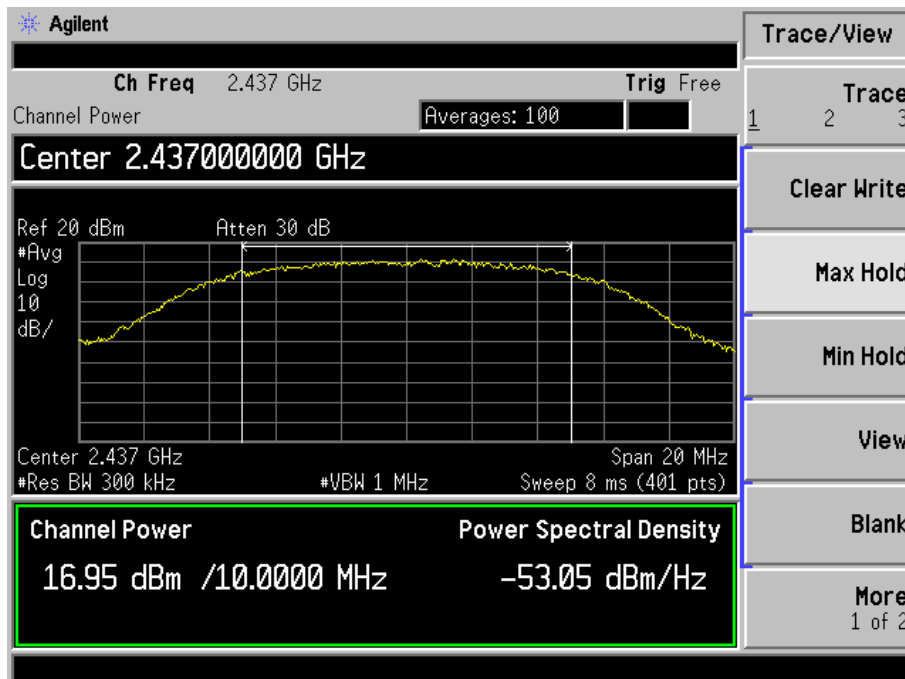 Agilent
Trace/View
Ch Freq 2.437 GHz Trig Free
Channel Power Averages: 100
Trace
1 2 3
Center 2.437000000 GHz
Clear Write
Ref 20 dBm Atten 30 dB
#Avg
Log
10
dB/
Max Hold
Min Hold
Center 2.437 GHz Span 20 MHz
#Res BW 300 kHz #VBW 1 MHz Sweep 8 ms (401 pts)
View
Channel Power Power Spectral Density
16.95 dBm /10.0000 MHz -53.05 dBm/Hz
Blank
More
1 of 2